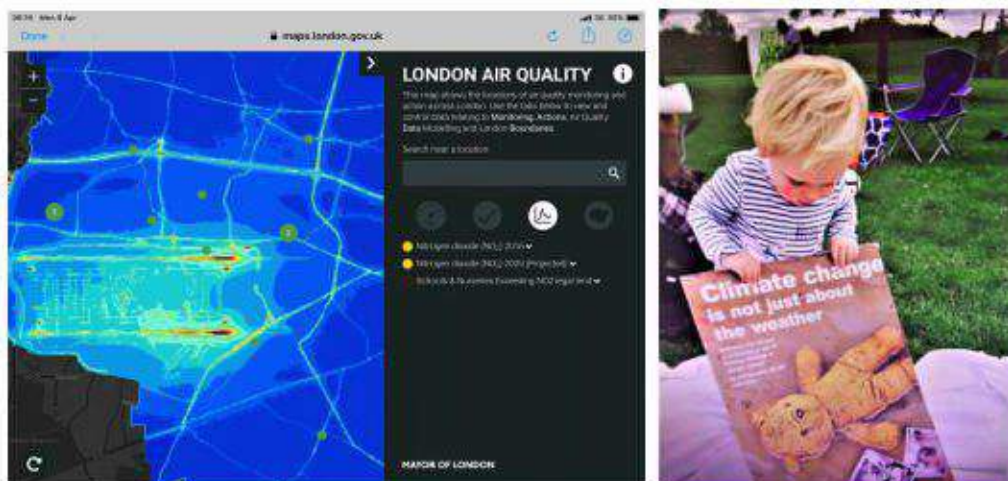 Mon 8 Apr
Done
maps.london.gov.uk
LONDON AIR QUALITY
This map shows the locations of air quality monitoring and
action across London. Use the tabs below to view and
control data relating to Monitoring, Actions, Air Quality
Data Modelling and London Boundaries.
Search near a location
Nitrogen dioxide (NO₂)
Nitrogen dioxide (NO₂) 2020 (Projected)
Schools & Nurseries Exceeding NO2 legal limit
MAYOR OF LONDON
Climate change
is not just about
the weather